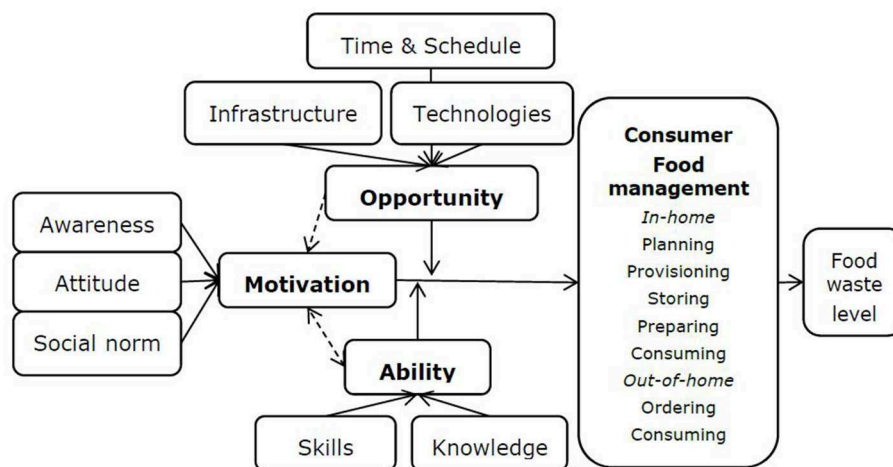 Time & Schedule
Infrastructure
Technologies
Opportunity
Awareness
Attitude
Social norm
Motivation
Ability
Skills
Knowledge
Consumer
Food
management
In-home
Planning
Provisioning
Storing
Preparing
Consuming
Out-of-home
Ordering
Consuming
Food
waste
level